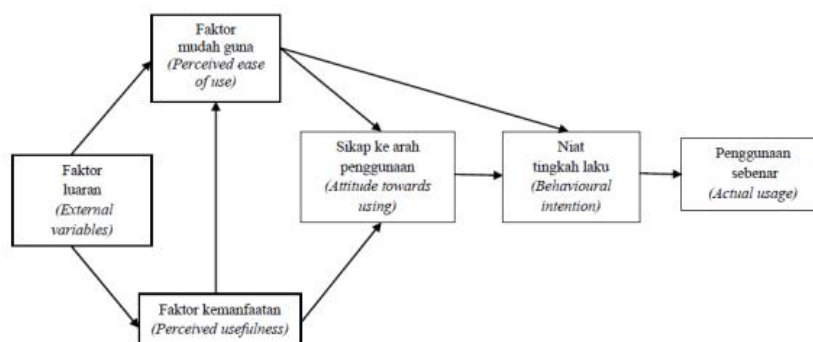 Faktor
mudah guna
(Perceived ease
of use)
Faktor
luaran
(External
variables)
Sikap ke arah
penggunaan
(Attitude towards
using)
Niat
tingkah laku
(Behavioural
intention)
Penggunaan
sebenar
(Actual usage)
Faktor kemanfaatan
(Perceived usefulness)